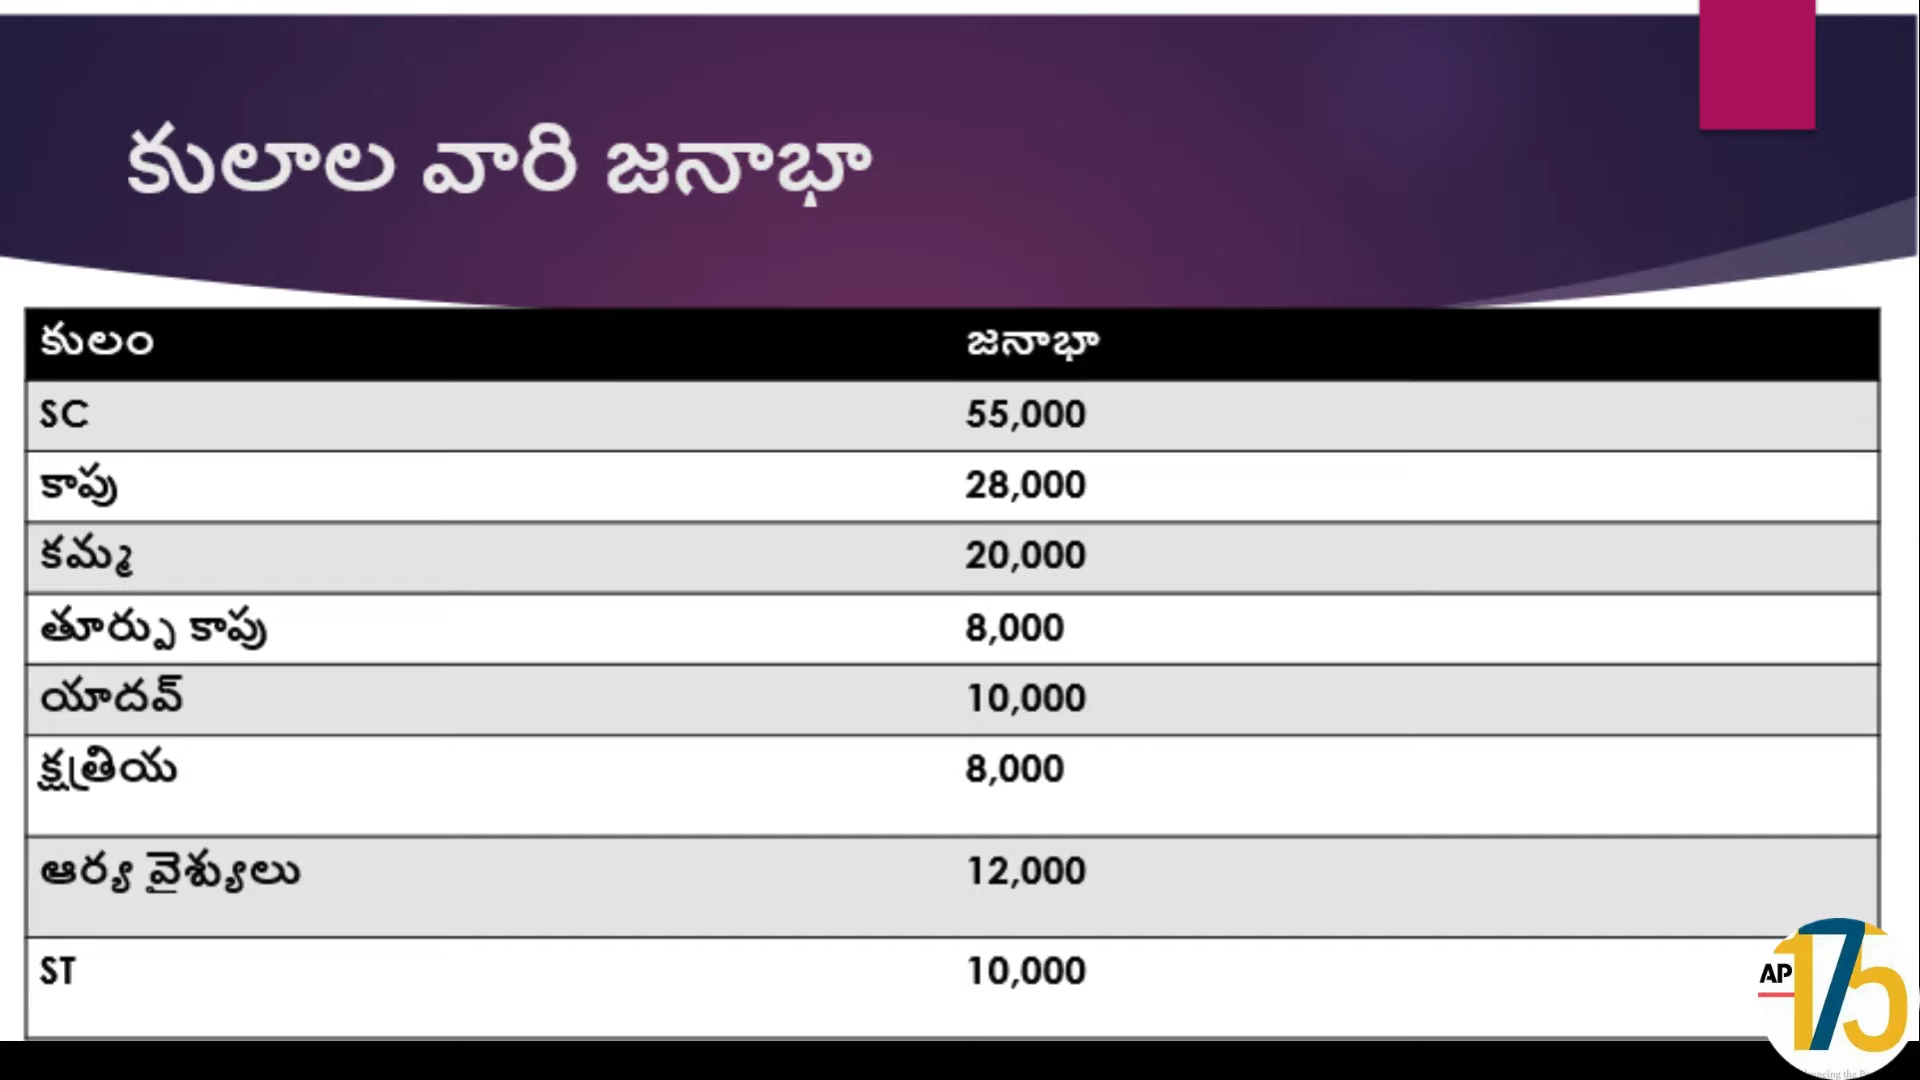 కులాల వారి జనాభా
కులం జనాభా
SC 55,000
కాపు 28,000
కమ్మ 20,000
తూర్పు కాపు 8,000
యాదవ్ 10,000
క్షత్రియ 8,000
ఆర్య వైశ్యులు 12,000
ST 10,000
AP 175